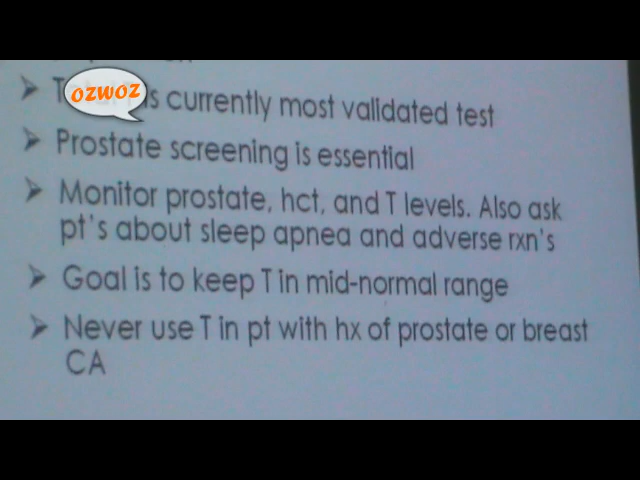 ozwoz
is currently most validated test
Prostate screening is essential
Monitor prostate, hct, and T levels. Also ask
pt's about sleep apnea and adverse rxn's
Goal is to keep T in mid-normal range
Never use T in pt with hx of prostate or breast
CA